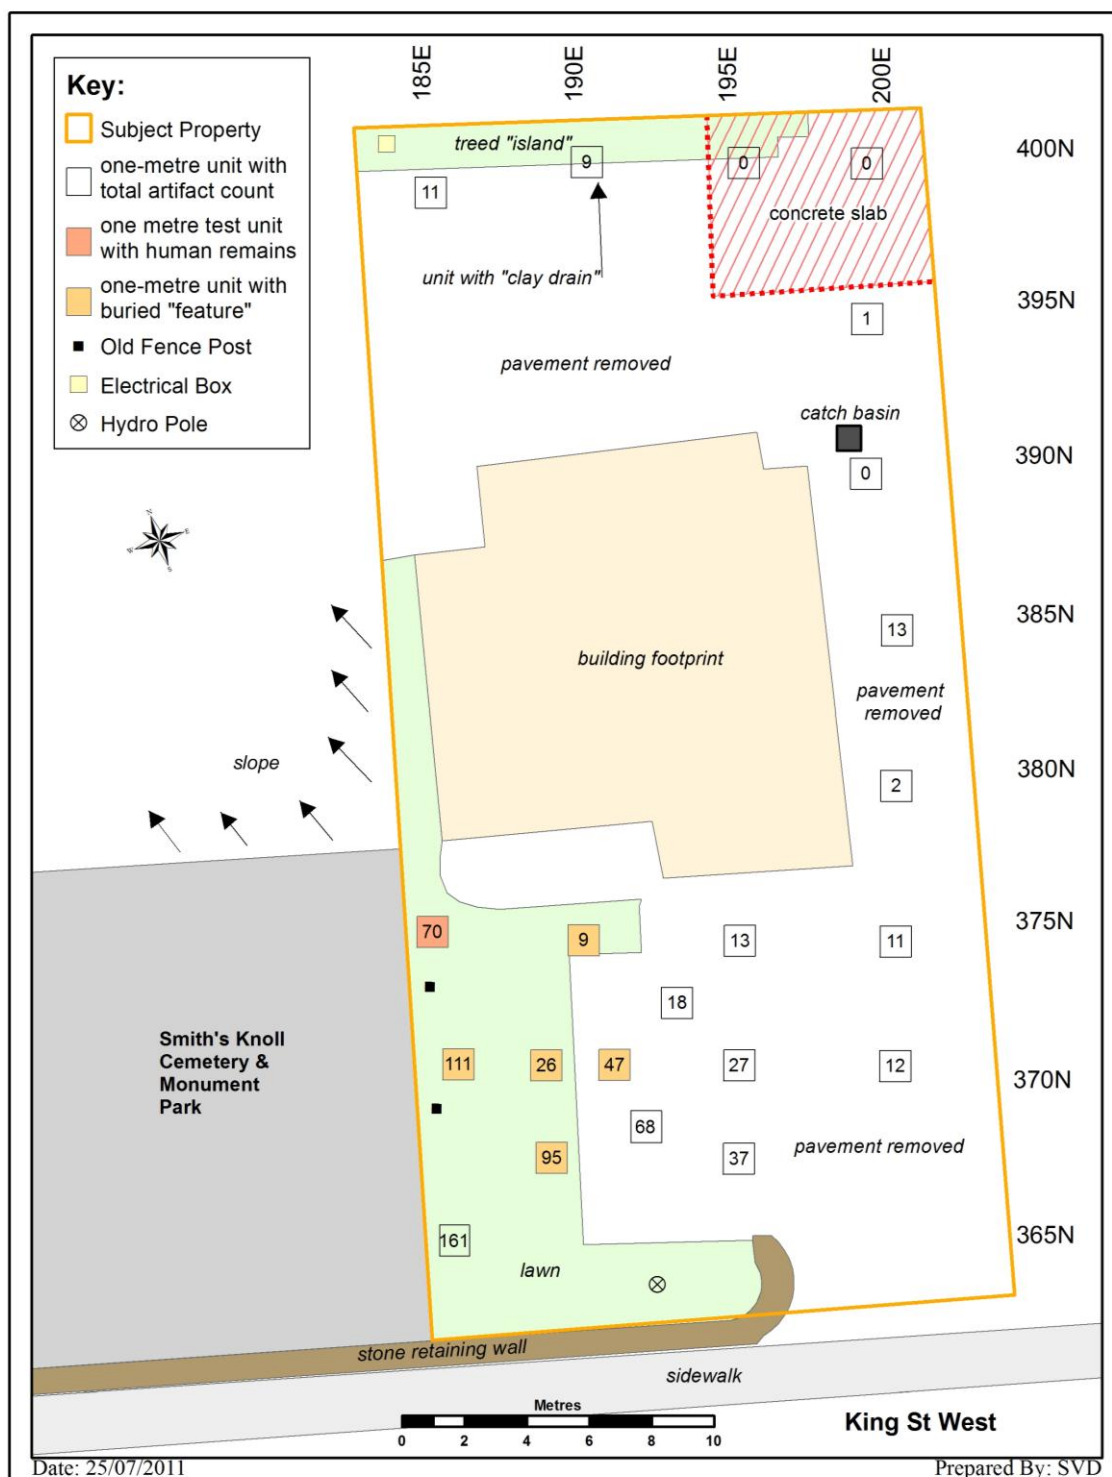 185E
190E
195E
200E
Key:
Subject Property
one-metre unit with
total artifact count
one metre test unit
with human remains
one-metre unit with
buried "feature"
Old Fence Post
Electrical Box
Hydro Pole
treed "island"
400N
9
0
0
11
concrete slab
unit with "clay drain"
395N
1
pavement removed
catch basin
390N
0
N
E
W
S
385N
13
building footprint
pavement
removed
slope
380N
2
375N
70
9
13
11
18
Smith's Knoll
Cemetery &
Monument
Park
111
26
47
27
12
370N
68
95
37
pavement removed
161
365N
lawn
stone retaining wall
sidewalk
Metres
0 2 4 6 8 10
King St West
Date: 25/07/2011
Prepared By: SVD